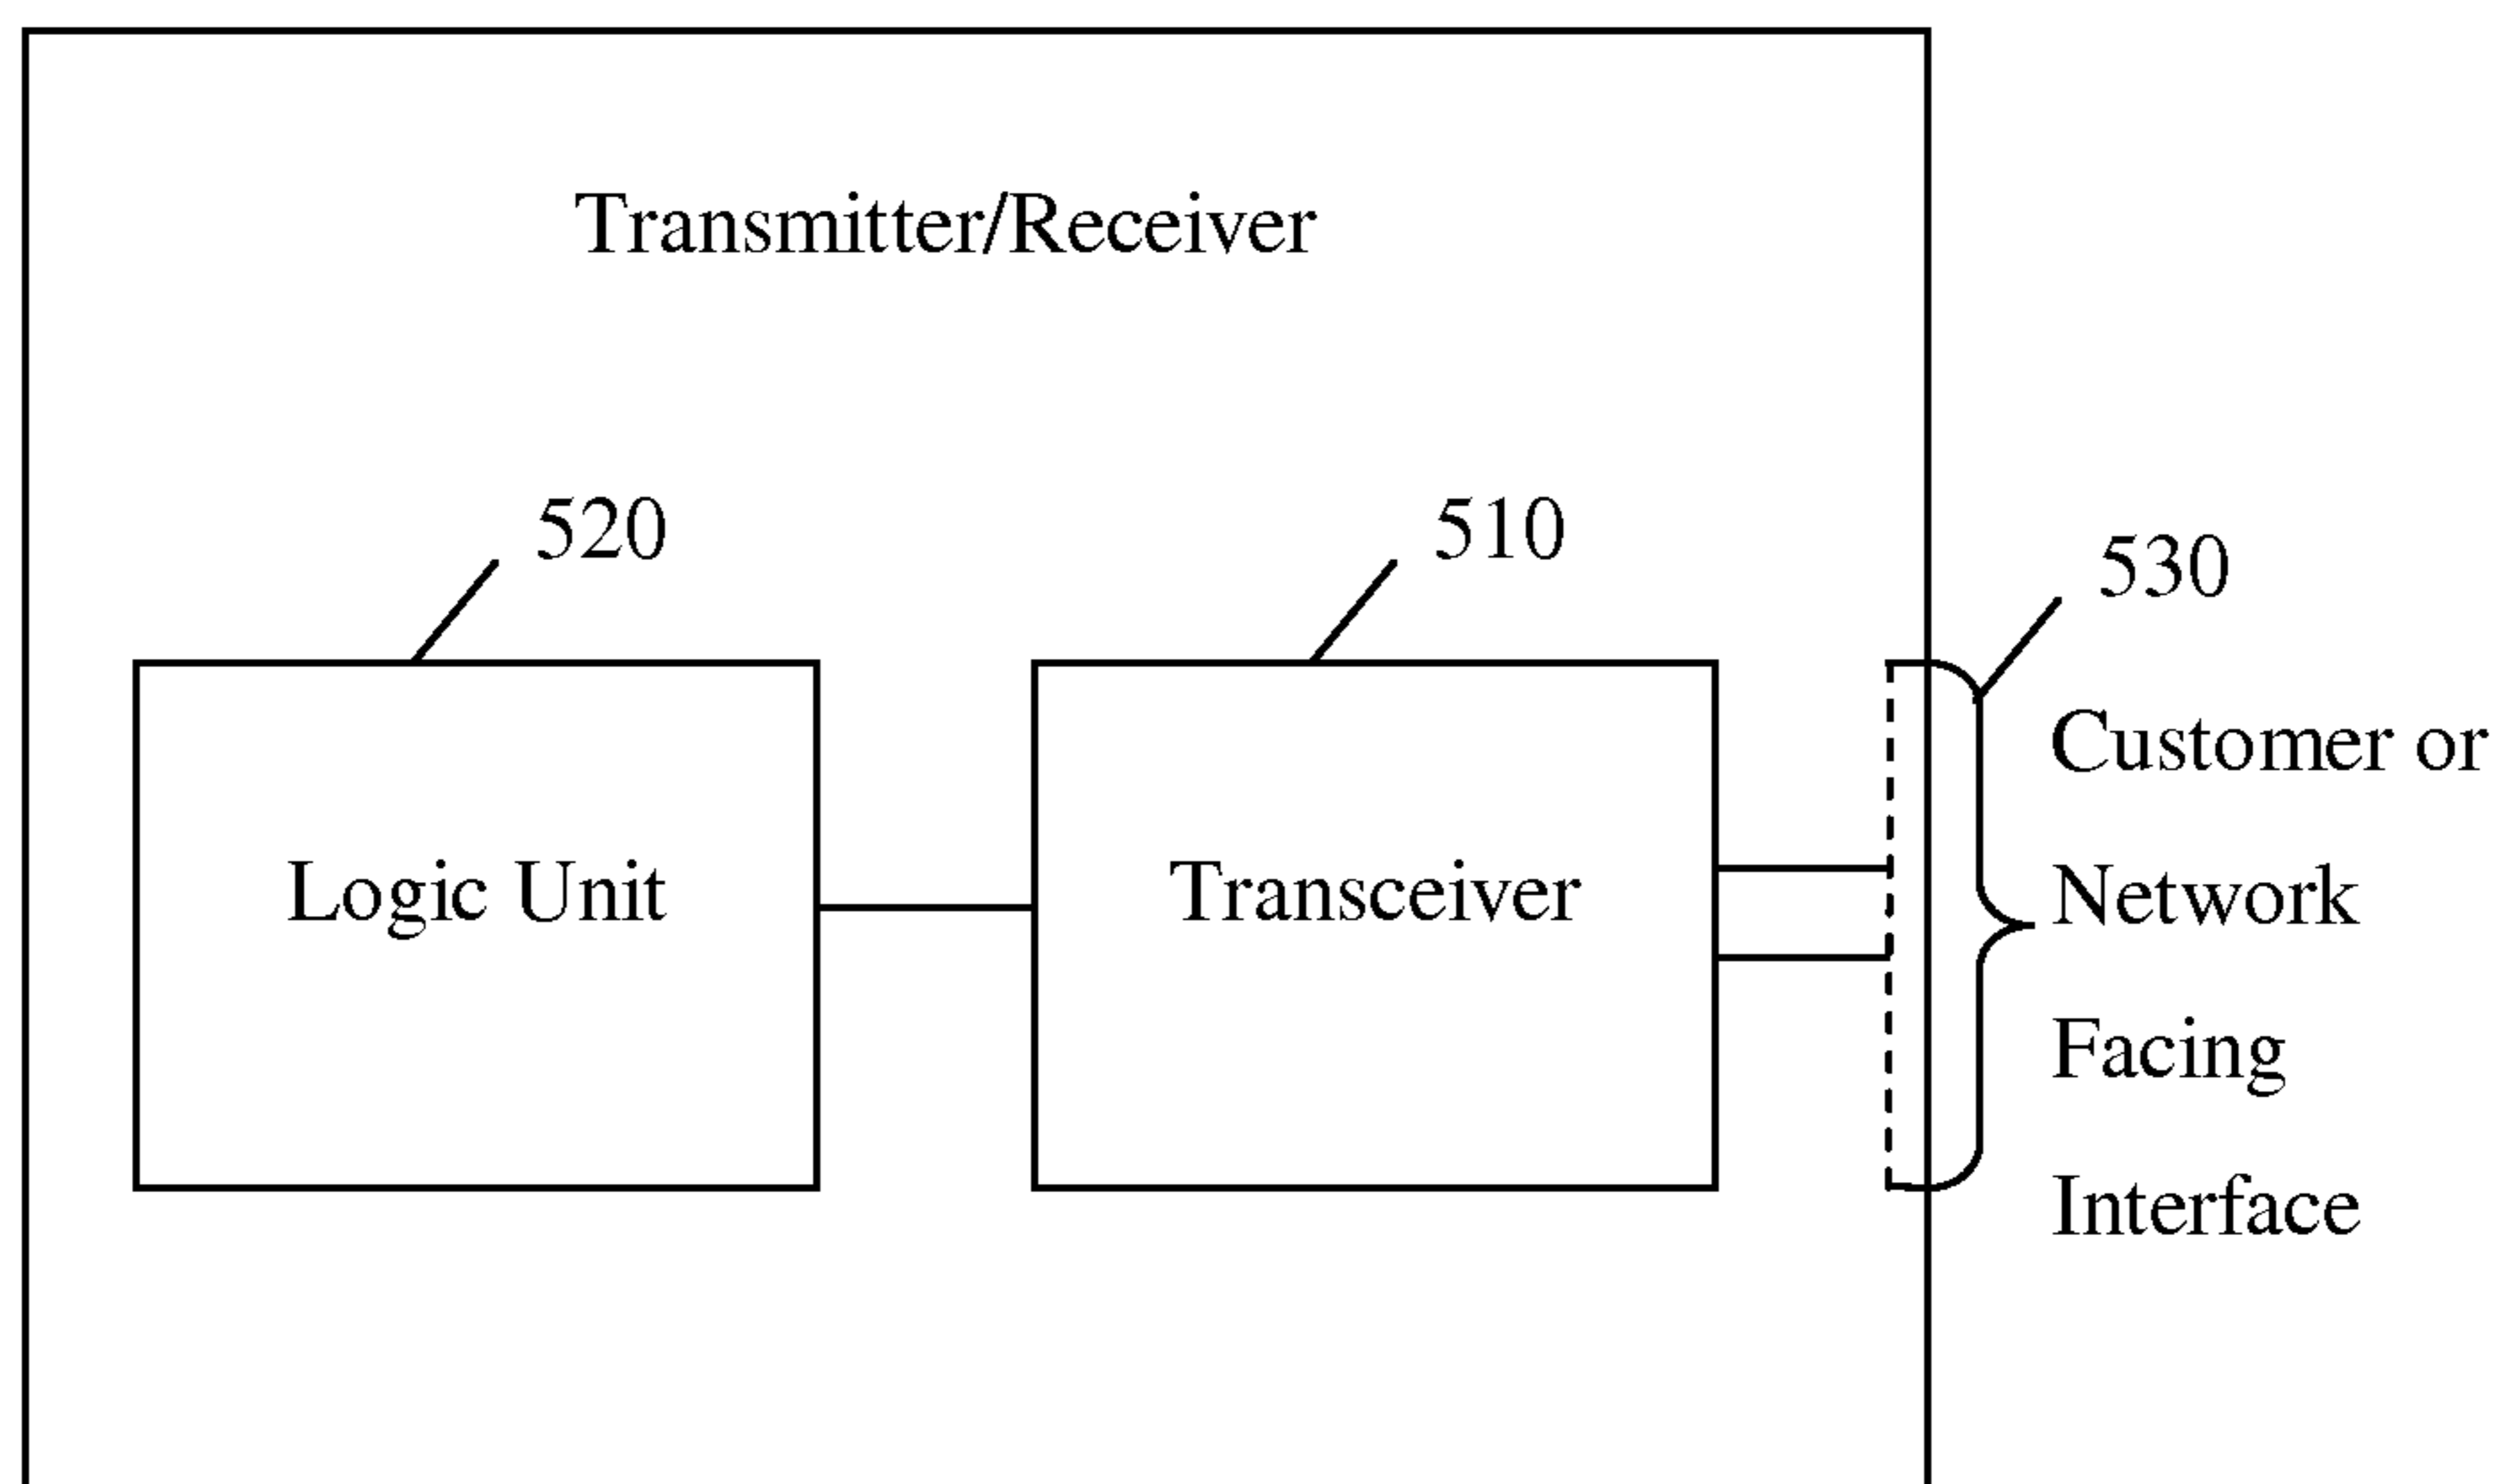 Transmitter/Receiver
520
510
530
Logic Unit
Transceiver
Customer or
Network
Facing
Interface